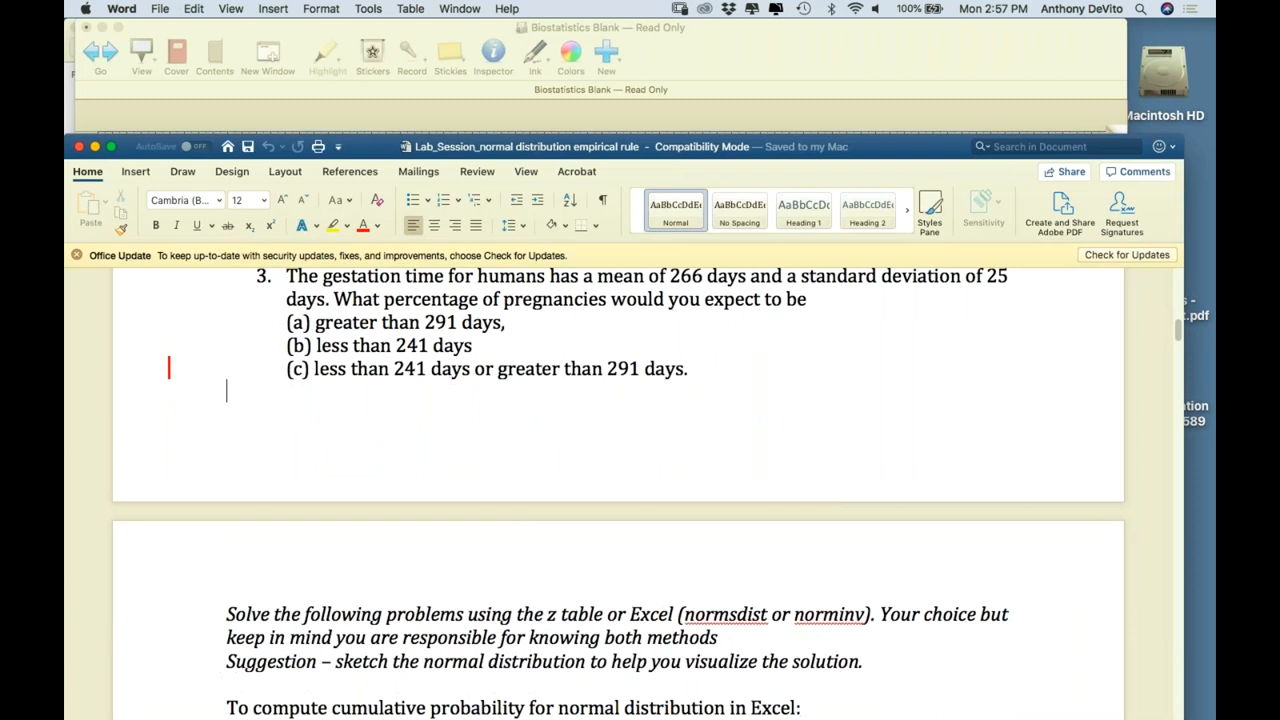 Word File Edit View Insert Format Tools Table Window Help 100% Mon 2:57 PM Anthony DeVito
Biostatistics Blank — Read Only
Go View Cover Contents New Window Highlight Stickers Record Stickies Inspector Ink Colors New
Biostatistics Blank — Read Only
Macintosh HD
AutoSave OFF Lab_Session_normal distribution empirical rule - Compatibility Mode — Saved to my Mac Search in Document
Home Insert Draw Design Layout References Mailings Review View Acrobat Share Comments
Paste Cambria (B... 12 A^ A˅ Aa A
B I U ab x₂ x² A A
AaBbCcDdEe AaBbCcDdEe AaBbCcDc AaBbCcDdEe
Normal No Spacing Heading 1 Heading 2 Styles Pane Sensitivity Create and Share Adobe PDF Request Signatures
Office Update To keep up-to-date with security updates, fixes, and improvements, choose Check for Updates. Check for Updates
3. The gestation time for humans has a mean of 266 days and a standard deviation of 25
days. What percentage of pregnancies would you expect to be
(a) greater than 291 days,
(b) less than 241 days
(c) less than 241 days or greater than 291 days.
s -
t.pdf
ation
589
Solve the following problems using the z table or Excel (normsdist or norminv). Your choice but
keep in mind you are responsible for knowing both methods
Suggestion – sketch the normal distribution to help you visualize the solution.
To compute cumulative probability for normal distribution in Excel: